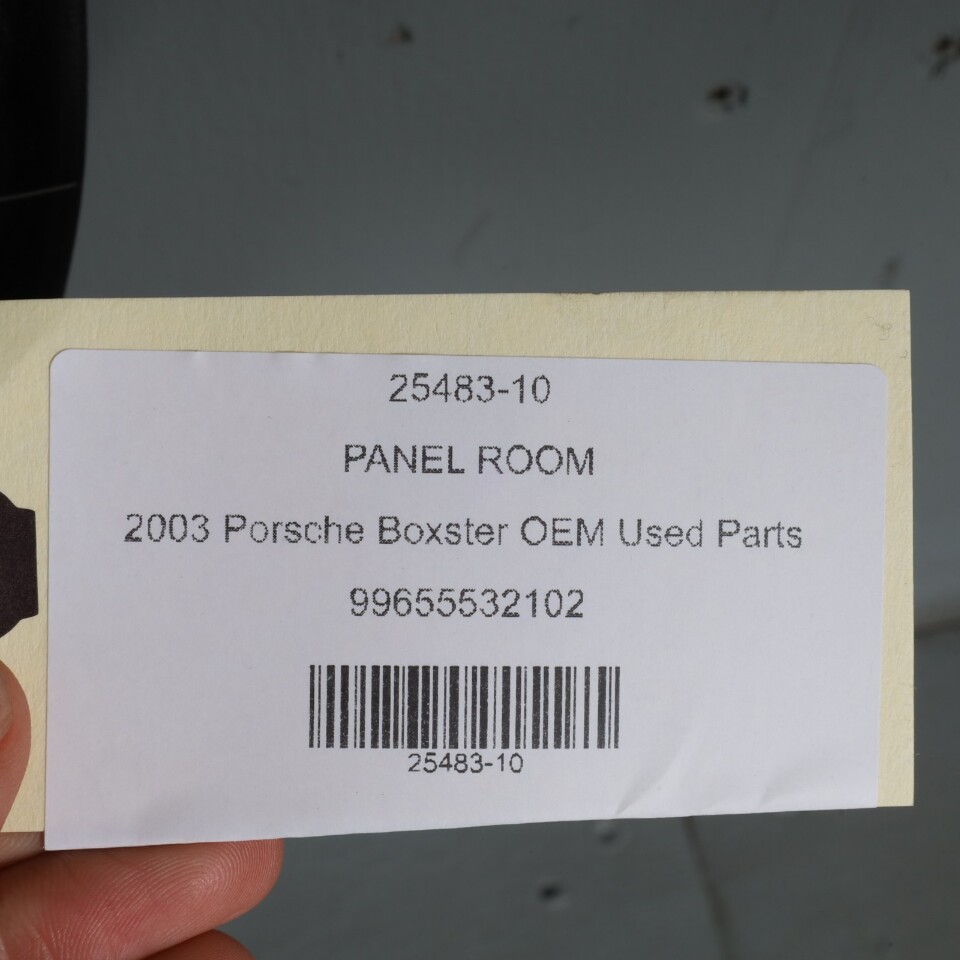 25483-10
PANEL ROOM
2003 Porsche Boxster OEM Used Parts
99655532102
25483-10